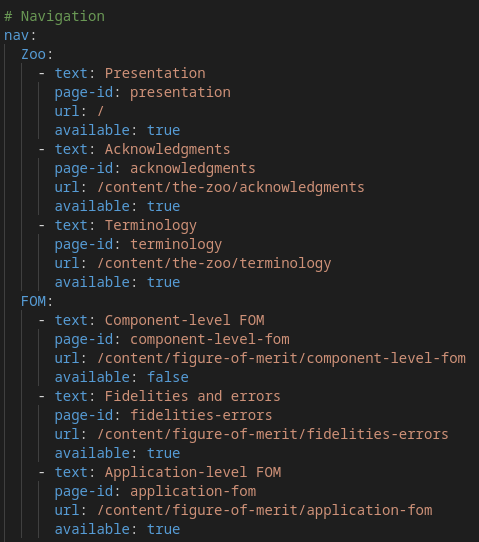 # Navigation
nav:
  Zoo:
    - text: Presentation
      page-id: presentation
      url: /
      available: true
    - text: Acknowledgments
      page-id: acknowledgments
      url: /content/the-zoo/acknowledgments
      available: true
    - text: Terminology
      page-id: terminology
      url: /content/the-zoo/terminology
      available: true
  FOM:
    - text: Component-level FOM
      page-id: component-level-fom
      url: /content/figure-of-merit/component-level-fom
      available: false
    - text: Fidelities and errors
      page-id: fidelities-errors
      url: /content/figure-of-merit/fidelities-errors
      available: true
    - text: Application-level FOM
      page-id: application-fom
      url: /content/figure-of-merit/application-fom
      available: true